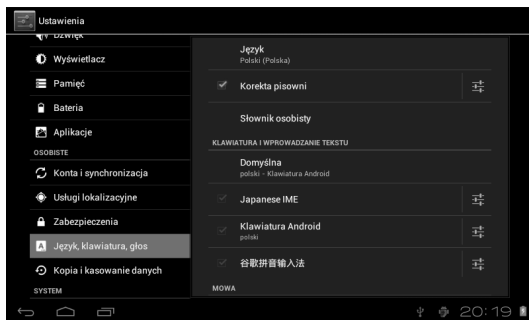 Ustawienia
Dźwięk
Wyświetlacz
Pamięć
Bateria
Aplikacje
OSOBISTE
Konta i synchronizacja
Usługi lokalizacyjne
Zabezpieczenia
Język, klawiatura, głos
Kopia i kasowanie danych
SYSTEM
Język
Polski (Polska)
Korekta pisowni
Słownik osobisty
KLAWIATURA I WPROWADZANIE TEKSTU
Domyślna
polski - Klawiatura Android
Japanese IME
Klawiatura Android
polski
谷歌拼音输入法
MOWA
20:19